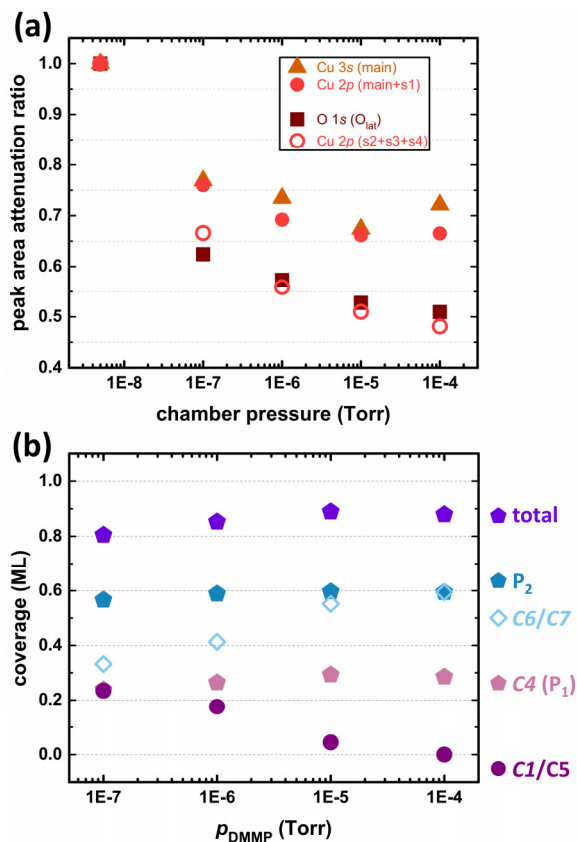 (a)
1.0
0.9
0.8
0.7
0.6
0.5
0.4
peak area attenuation ratio
Cu 3s (main)
Cu 2p (main+s1)
O 1s (Olat)
Cu 2p (s2+s3+s4)
1E-8 1E-7 1E-6 1E-5 1E-4
chamber pressure (Torr)
(b)
1.0
0.8
0.6
0.4
0.2
0.0
coverage (ML)
total
P2
C6/C7
C4 (P1)
C1/C5
1E-7 1E-6 1E-5 1E-4
pDMMP (Torr)